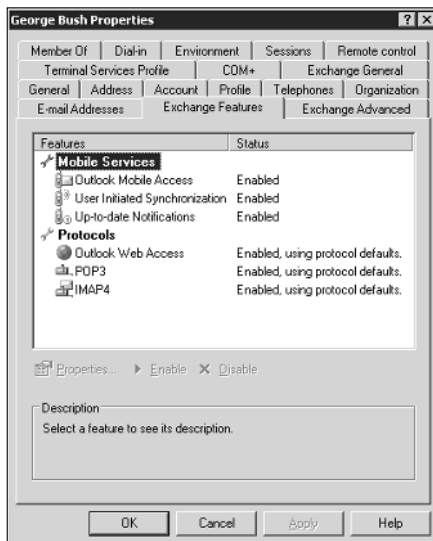 George Bush Properties
Member Of Dial-in Environment Sessions Remote control
Terminal Services Profile COM+ Exchange General
General Address Account Profile Telephones Organization
E-mail Addresses Exchange Features Exchange Advanced
Features Status
Mobile Services
Outlook Mobile Access Enabled
User Initiated Synchronization Enabled
Up-to-date Notifications Enabled
Protocols
Outlook Web Access Enabled, using protocol defaults.
POP3 Enabled, using protocol defaults.
IMAP4 Enabled, using protocol defaults.
Properties... Enable Disable
Description
Select a feature to see its description.
OK Cancel Apply Help